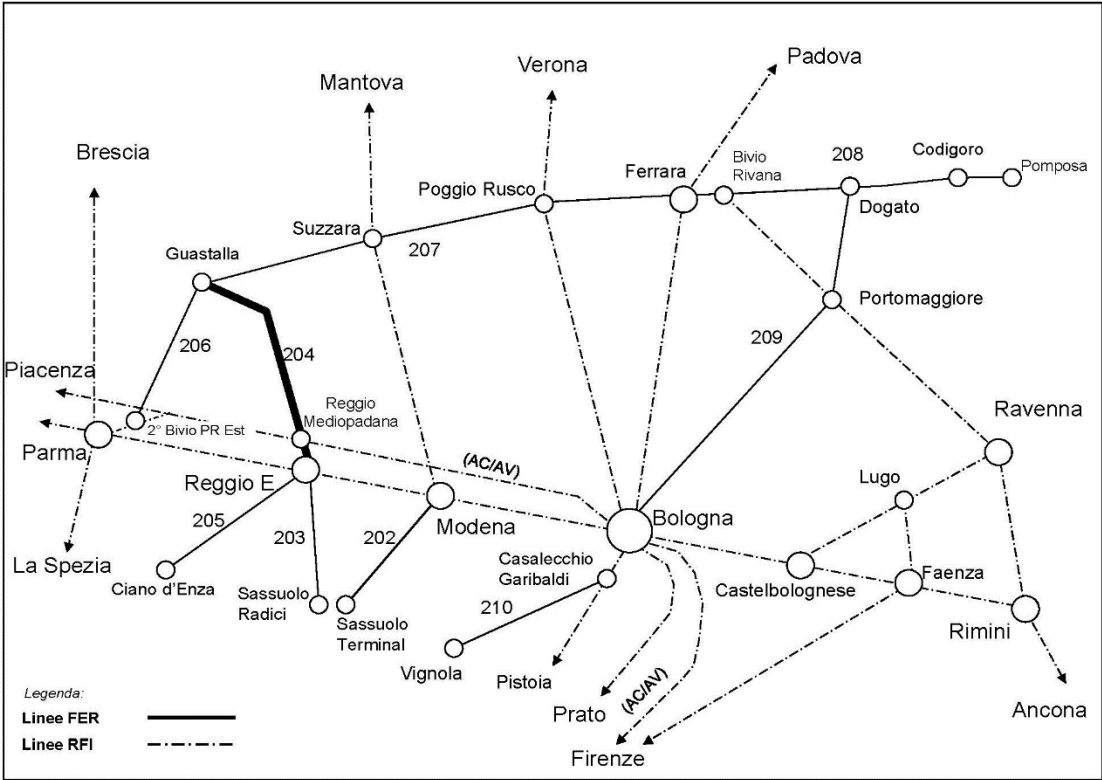 Padova
Verona
Mantova
Brescia
Bivio
Rivana
208
Codigoro
Pomposa
Ferrara
Poggio Rusco
Dogato
Suzzara
207
Guastalla
Portomaggiore
206
204
209
Piacenza
Reggio
Mediopadana
2° Bivio PR Est
Ravenna
Parma
(AC/AV)
Reggio E.
Lugo
Modena
Bologna
205
203
202
Casalecchio
Garibaldi
La Spezia
Ciano d'Enza
Sassuolo
Radici
Sassuolo
Terminal
210
Castelbolognese
Faenza
Rimini
Vignola
Pistoia
Prato
(AC/AV)
Firenze
Ancona
Legenda:
Linee FER
Linee RFI